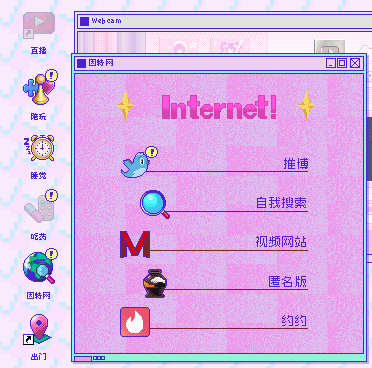 Webcam
直播
因特网
Internet!
陪玩
推博
睡觉
自我搜索
吃药
视频网站
因特网
匿名版
出门
约约